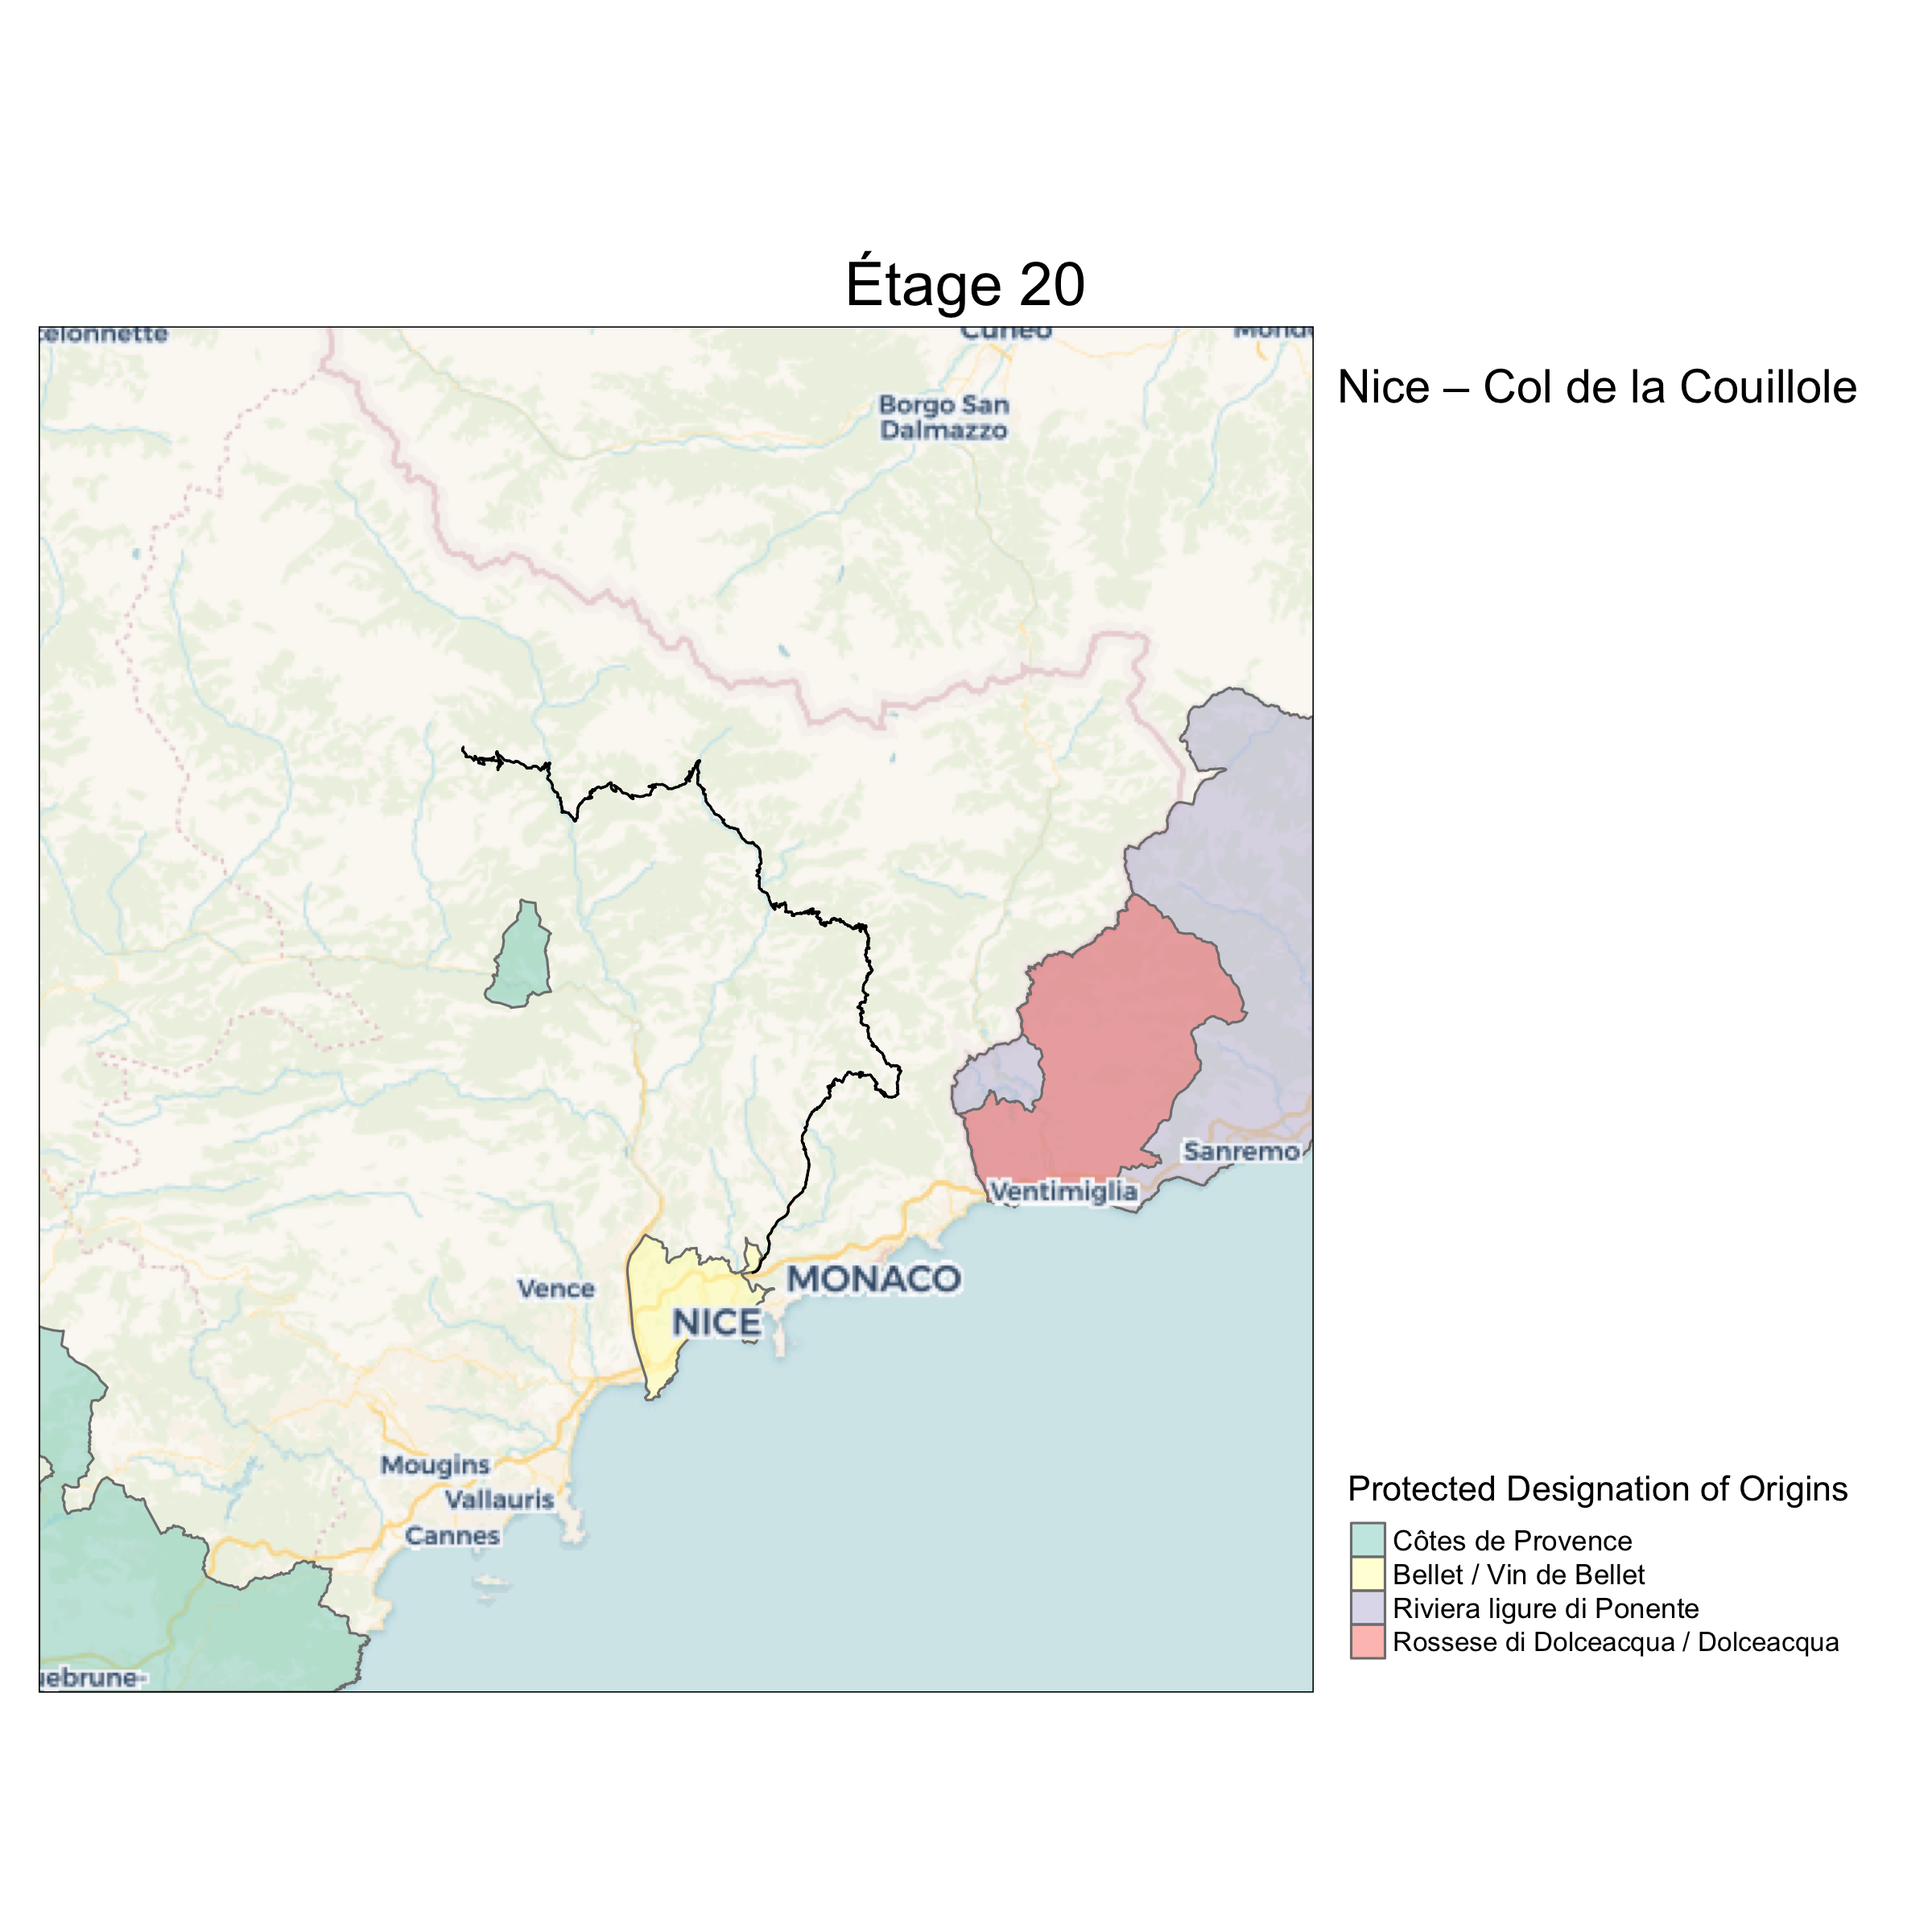 Étage 20
Nice – Col de la Couillole
elonnette
Cuneo
Borgo San
Dalmazzo
Sanremo
Ventimiglia
MONACO
Vence
NICE
Mougins
Vallauris
Cannes
uebrune-
Protected Designation of Origins
Côtes de Provence
Bellet / Vin de Bellet
Riviera ligure di Ponente
Rossese di Dolceacqua / Dolceacqua